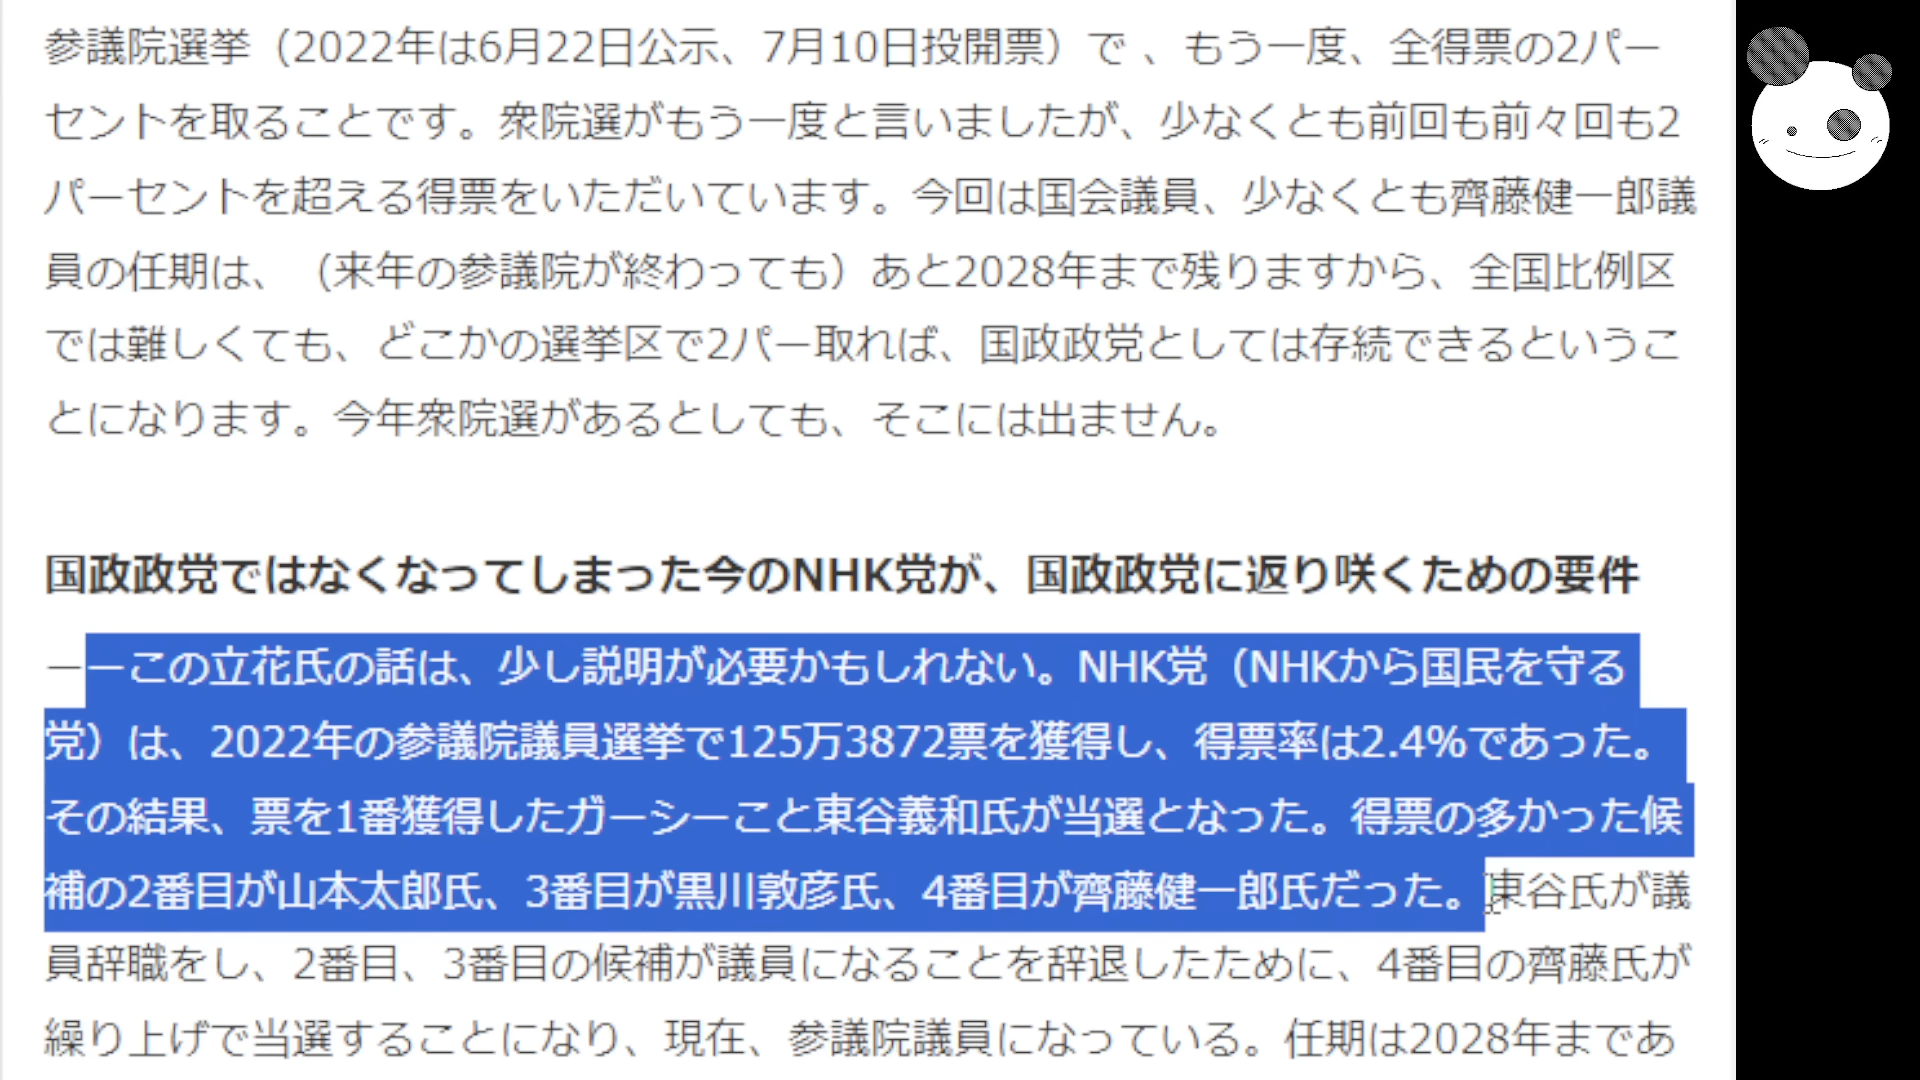 参議院選挙（2022年は6月22日公示、7月10日投開票）で 、もう一度、全得票の2パー
セントを取ることです。衆院選がもう一度と言いましたが、少なくとも前回も前々回も2
パーセントを超える得票をいただいています。今回は国会議員、少なくとも齊藤健一郎議
員の任期は、（来年の参議院が終わっても）あと2028年まで残りますから、全国比例区
では難しくても、どこかの選挙区で2パー取れば、国政政党としては存続できるというこ
とになります。今年衆院選があるとしても、そこには出ません。
国政政党ではなくなってしまった今のNHK党が、国政政党に返り咲くための要件
――この立花氏の話は、少し説明が必要かもしれない。NHK党（NHKから国民を守る
党）は、2022年の参議院議員選挙で125万3872票を獲得し、得票率は2.4%であった。
その結果、票を1番獲得したガーシーこと東谷義和氏が当選となった。得票の多かった候
補の2番目が山本太郎氏、3番目が黒川敦彦氏、4番目が齊藤健一郎氏だった。東谷氏が議
員辞職をし、2番目、3番目の候補が議員になることを辞退したために、4番目の齊藤氏が
繰り上げで当選することになり、現在、参議院議員になっている。任期は2028年まであ